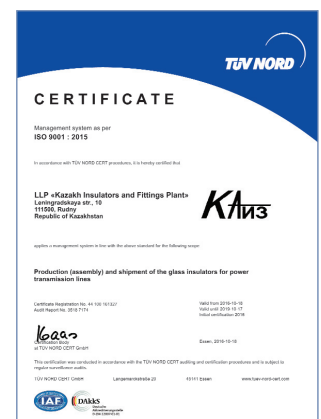 TÜV NORD
CERTIFICATE
Management system as per
ISO 9001 : 2015
In accordance with TÜV NORD CERT procedures, it is hereby certified that
LLP «Kazakh Insulators and Fittings Plant»
Leningradskaya str., 10
111500, Rudny
Republic of Kazakhstan
КАиз
applies a management system in line with the above standard for the following scope
Production (assembly) and shipment of the glass insulators for power
transmission lines
Certificate Registration No. 44 100 161327
Audit Report No. 3516 7174
Valid from 2016-10-18
Valid until 2019-10-17
Initial certification 2016
Certification Body
at TÜV NORD CERT GmbH
Essen, 2016-10-18
This certification was conducted in accordance with the TÜV NORD CERT auditing and certification procedures and is subject to
regular surveillance audits.
TÜV NORD CERT GmbH
Langemarckstraße 20
45141 Essen
www.tuev-nord-cert.com
IAF
DAkkS
Deutsche
Akkreditierungsstelle